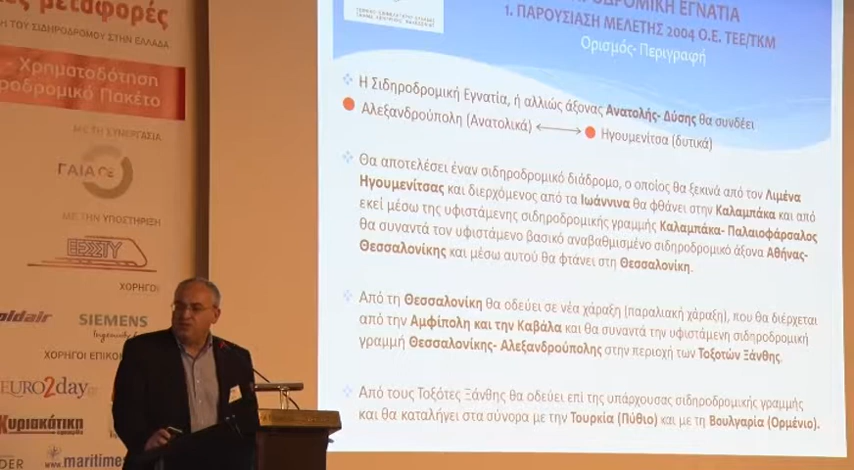 μεταφορές
ΤΟΥ ΣΙΔΗΡΟΔΡΟΜΟΥ ΣΤΗΝ ΕΛΛΑΔΑ
- Χρηματοδότηση
Πακέτο
ΜΕ ΤΗ ΣΥΝΕΡΓΑΣΙΑ
ΓΑΙΑ ΟΣΕ
ΜΕ ΤΗΝ ΥΠΟΣΤΗΡΙΞΗ
ΕΕΣΣΤΥ
ΧΟΡΗΓΟΙ
SIEMENS
ΧΟΡΗΓΟΙ
EURO2day
Κυριακάτικη
www.maritimes
ΕΓΝΑΤΙΑ
1. ΠΑΡΟΥΣΙΑΣΗ ΜΕΛΕΤΗΣ 2004 Ο.Ε. ΤΕΕ/ΤΚΜ
Ορισμός- Περιγραφή
Η Σιδηροδρομική Εγνατία, ή αλλιώς άξονας Ανατολής- Δύσης θα συνδέει
Αλεξανδρούπολη (Ανατολικά) ⟷ Ηγουμενίτσα (δυτικά)
Θα αποτελέσει έναν σιδηροδρομικό διάδρομο, ο οποίος θα ξεκινά από τον Λιμένα
Ηγουμενίτσας και διερχόμενος από τα Ιωάννινα θα φθάνει στην Καλαμπάκα και από
εκεί μέσω της υφιστάμενης σιδηροδρομικής γραμμής Καλαμπάκα- Παλαιοφάρσαλος
θα συναντά τον υφιστάμενο βασικό αναβαθμισμένο σιδηροδρομικό άξονα Αθήνας-
Θεσσαλονίκης και μέσω αυτού θα φτάνει στη Θεσσαλονίκη.
Από τη Θεσσαλονίκη θα οδεύει σε νέα χάραξη (παραλιακή χάραξη), που θα διέρχεται
από την Αμφίπολη και την Καβάλα και θα συναντά την υφιστάμενη σιδηροδρομική
γραμμή Θεσσαλονίκης- Αλεξανδρούπολης στην περιοχή των Τοξοτών Ξάνθης.
Από τους Τοξότες Ξάνθης θα οδεύει επί της υπάρχουσας σιδηροδρομικής γραμμής
και θα καταλήγει στα σύνορα με την Τουρκία (Πύθιο) και με τη Βουλγαρία (Ορμένιο).